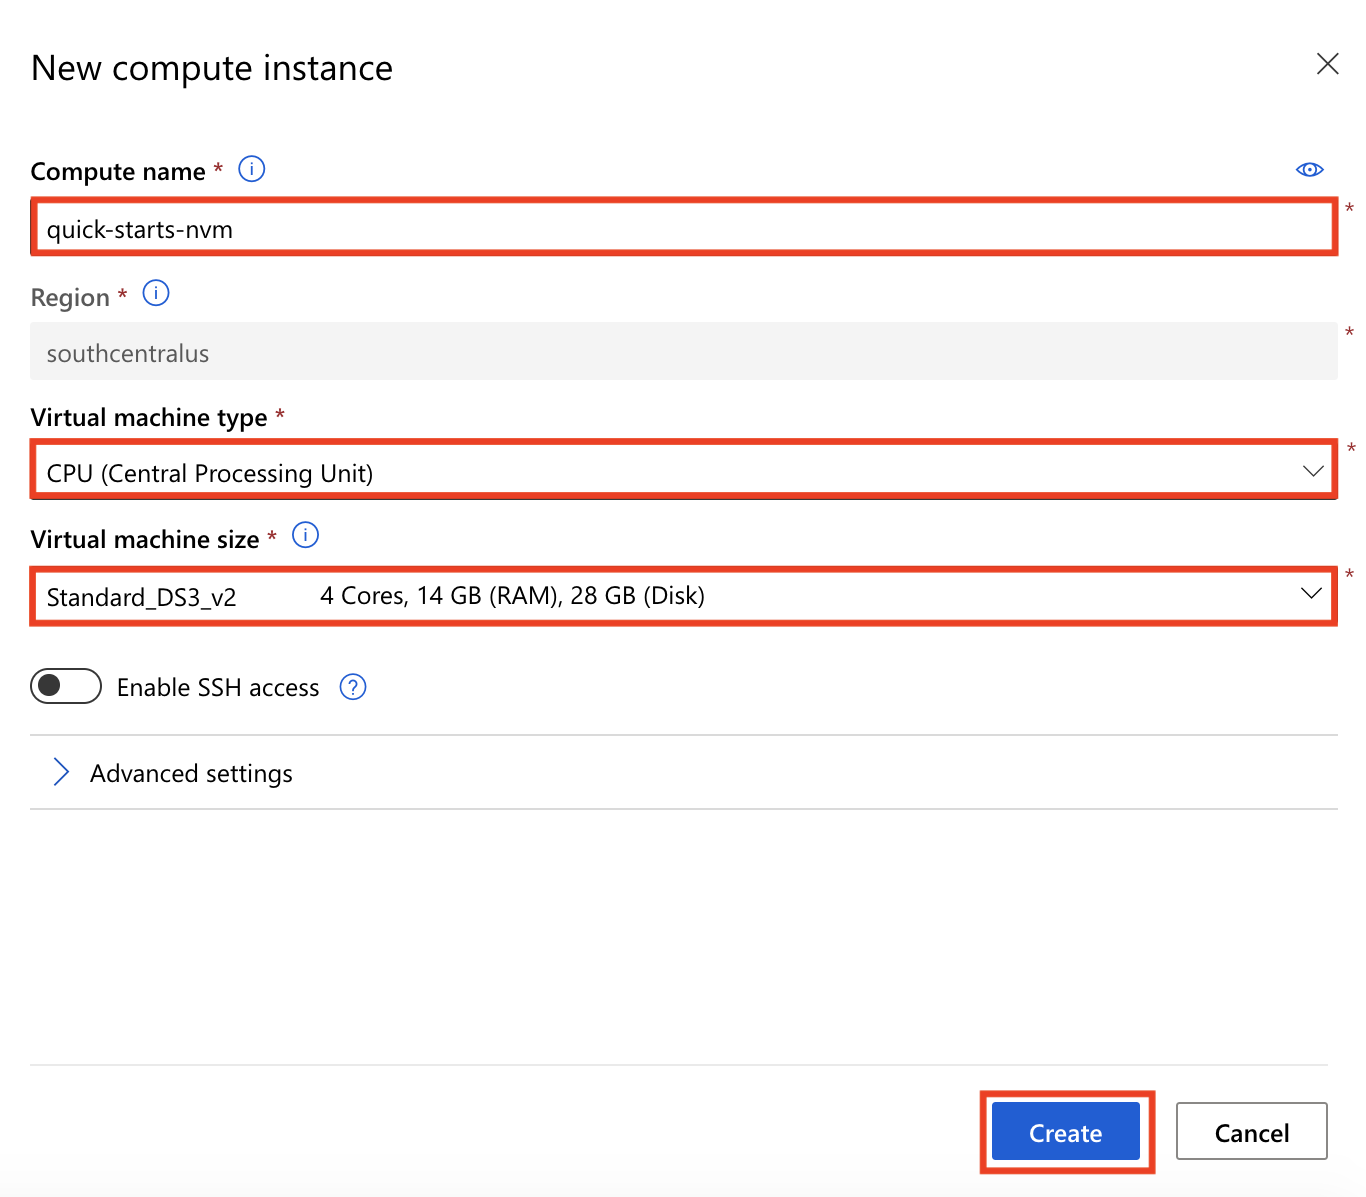 New compute instance
Compute name *
quick-starts-nvm
*
Region *
southcentralus
*
Virtual machine type *
CPU (Central Processing Unit)
*
Virtual machine size *
Standard_DS3_v2 4 Cores, 14 GB (RAM), 28 GB (Disk)
*
Enable SSH access
Advanced settings
Create Cancel